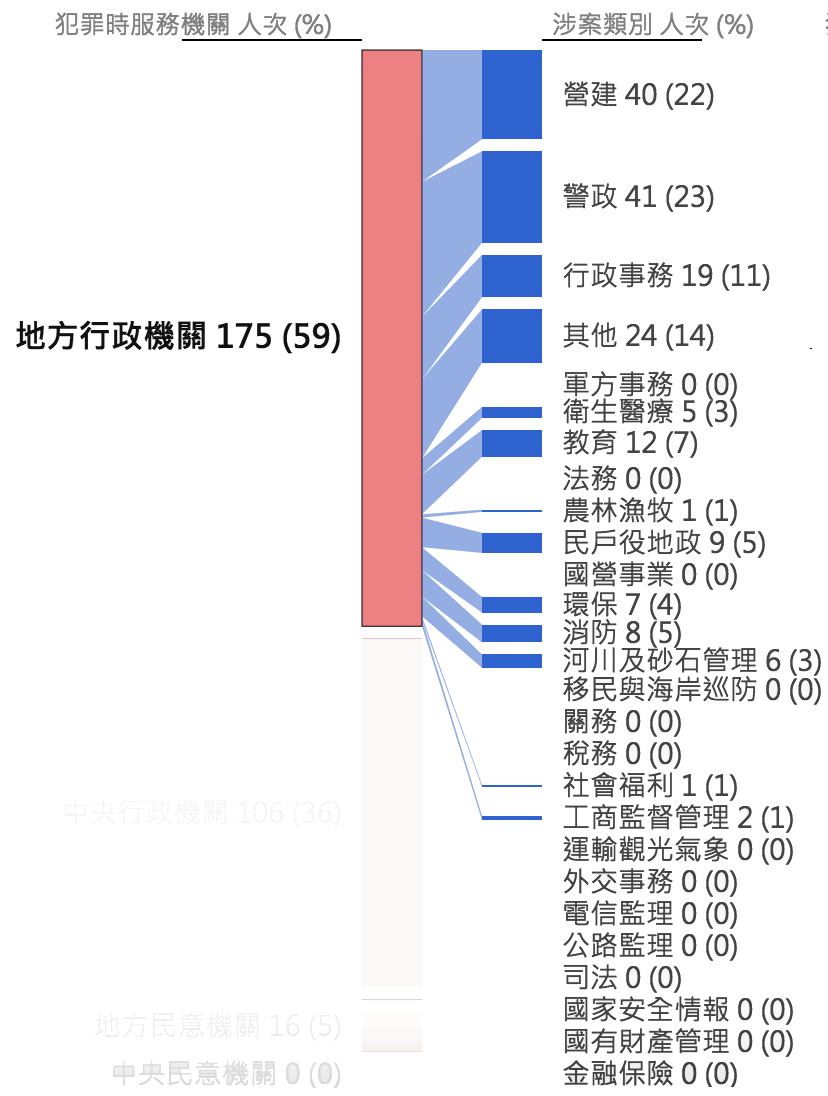 犯罪時服務機關 人次 (%)
涉案類別 人次 (%)
地方行政機關 175 (59)
中央行政機關 106 (36)
地方民意機關 16 (5)
中央民意機關 0 (0)
營建 40 (22)
警政 41 (23)
行政事務 19 (11)
其他 24 (14)
軍方事務 0 (0)
衛生醫療 5 (3)
教育 12 (7)
法務 0 (0)
農林漁牧 1 (1)
民戶役地政 9 (5)
國營事業 0 (0)
環保 7 (4)
消防 8 (5)
河川及砂石管理 6 (3)
移民與海岸巡防 0 (0)
關務 0 (0)
稅務 0 (0)
社會福利 1 (1)
工商監督管理 2 (1)
運輸觀光氣象 0 (0)
外交事務 0 (0)
電信監理 0 (0)
公路監理 0 (0)
司法 0 (0)
國家安全情報 0 (0)
國有財產管理 0 (0)
金融保險 0 (0)